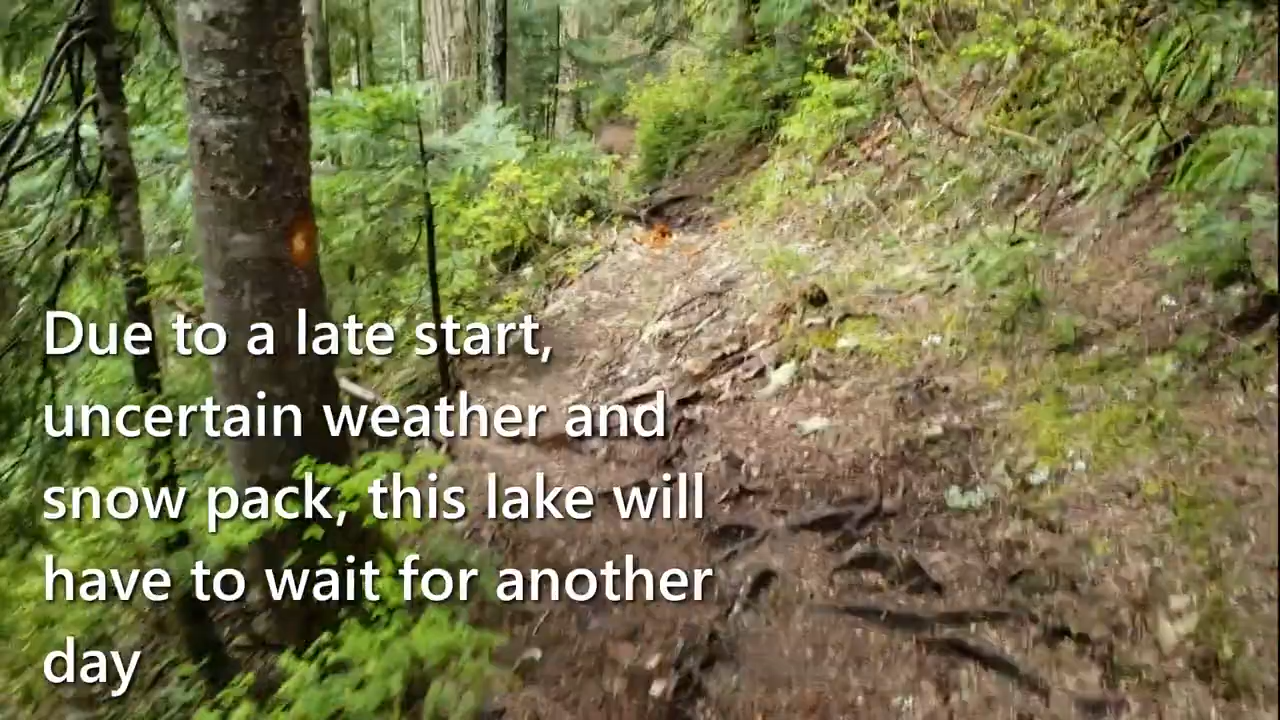 Due to a late start,
uncertain weather and
snow pack, this lake will
have to wait for another
day